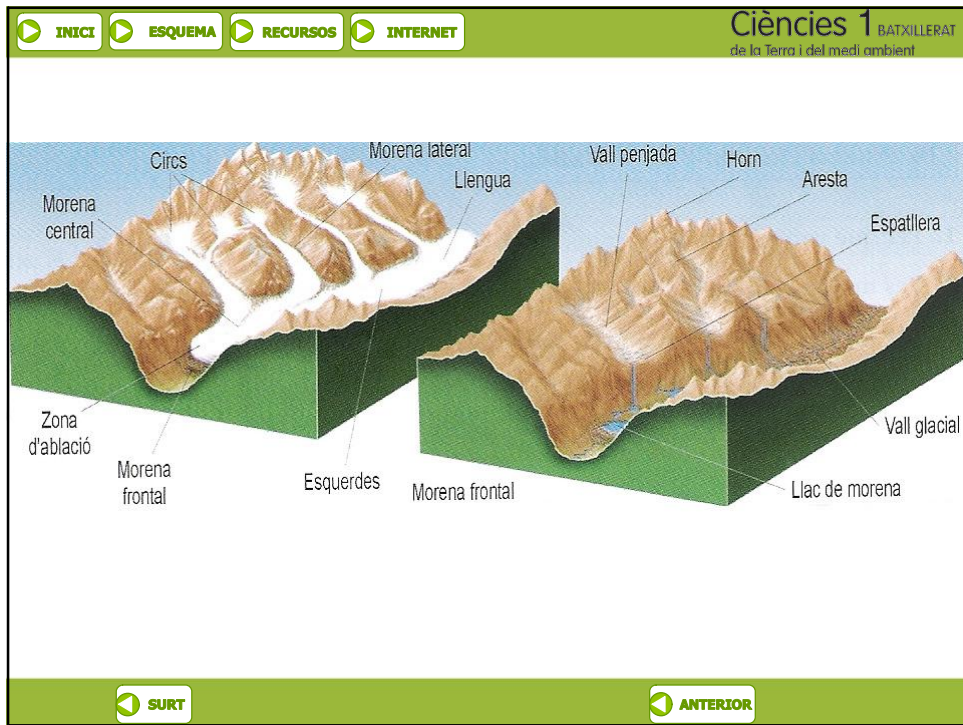 INICI
ESQUEMA
RECURSOS
INTERNET
Ciències 1 BATXILLERAT
de la Terra i del medi ambient
Circs
Morena lateral
Llengua
Morena
central
Zona
d'ablació
Morena
frontal
Esquerdes
Vall penjada
Horn
Aresta
Espatllera
Vall glacial
Llac de morena
Morena frontal
SURT
ANTERIOR